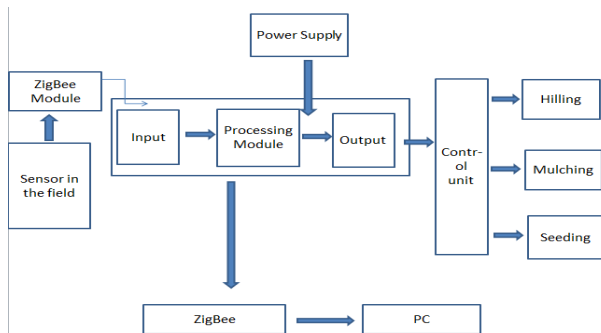 Power Supply
ZigBee
Module
Hilling
Input
Processing
Module
Output
Contr-
ol
unit
Sensor in
the field
Mulching
Seeding
ZigBee
PC